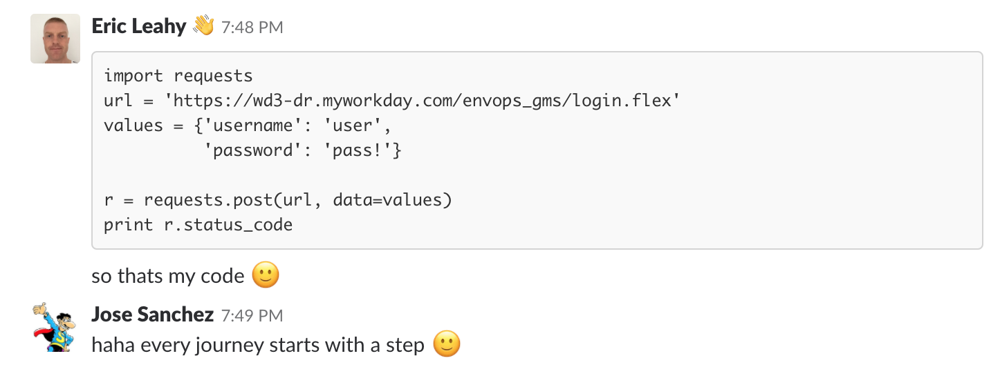 Eric Leahy 👋 7:48 PM
import requests
url = 'https://wd3-dr.myworkday.com/envops_gms/login.flex'
values = {'username': 'user',
          'password': 'pass!'}

r = requests.post(url, data=values)
print r.status_code
so thats my code 🙂
Jose Sanchez 7:49 PM
haha every journey starts with a step 🙂